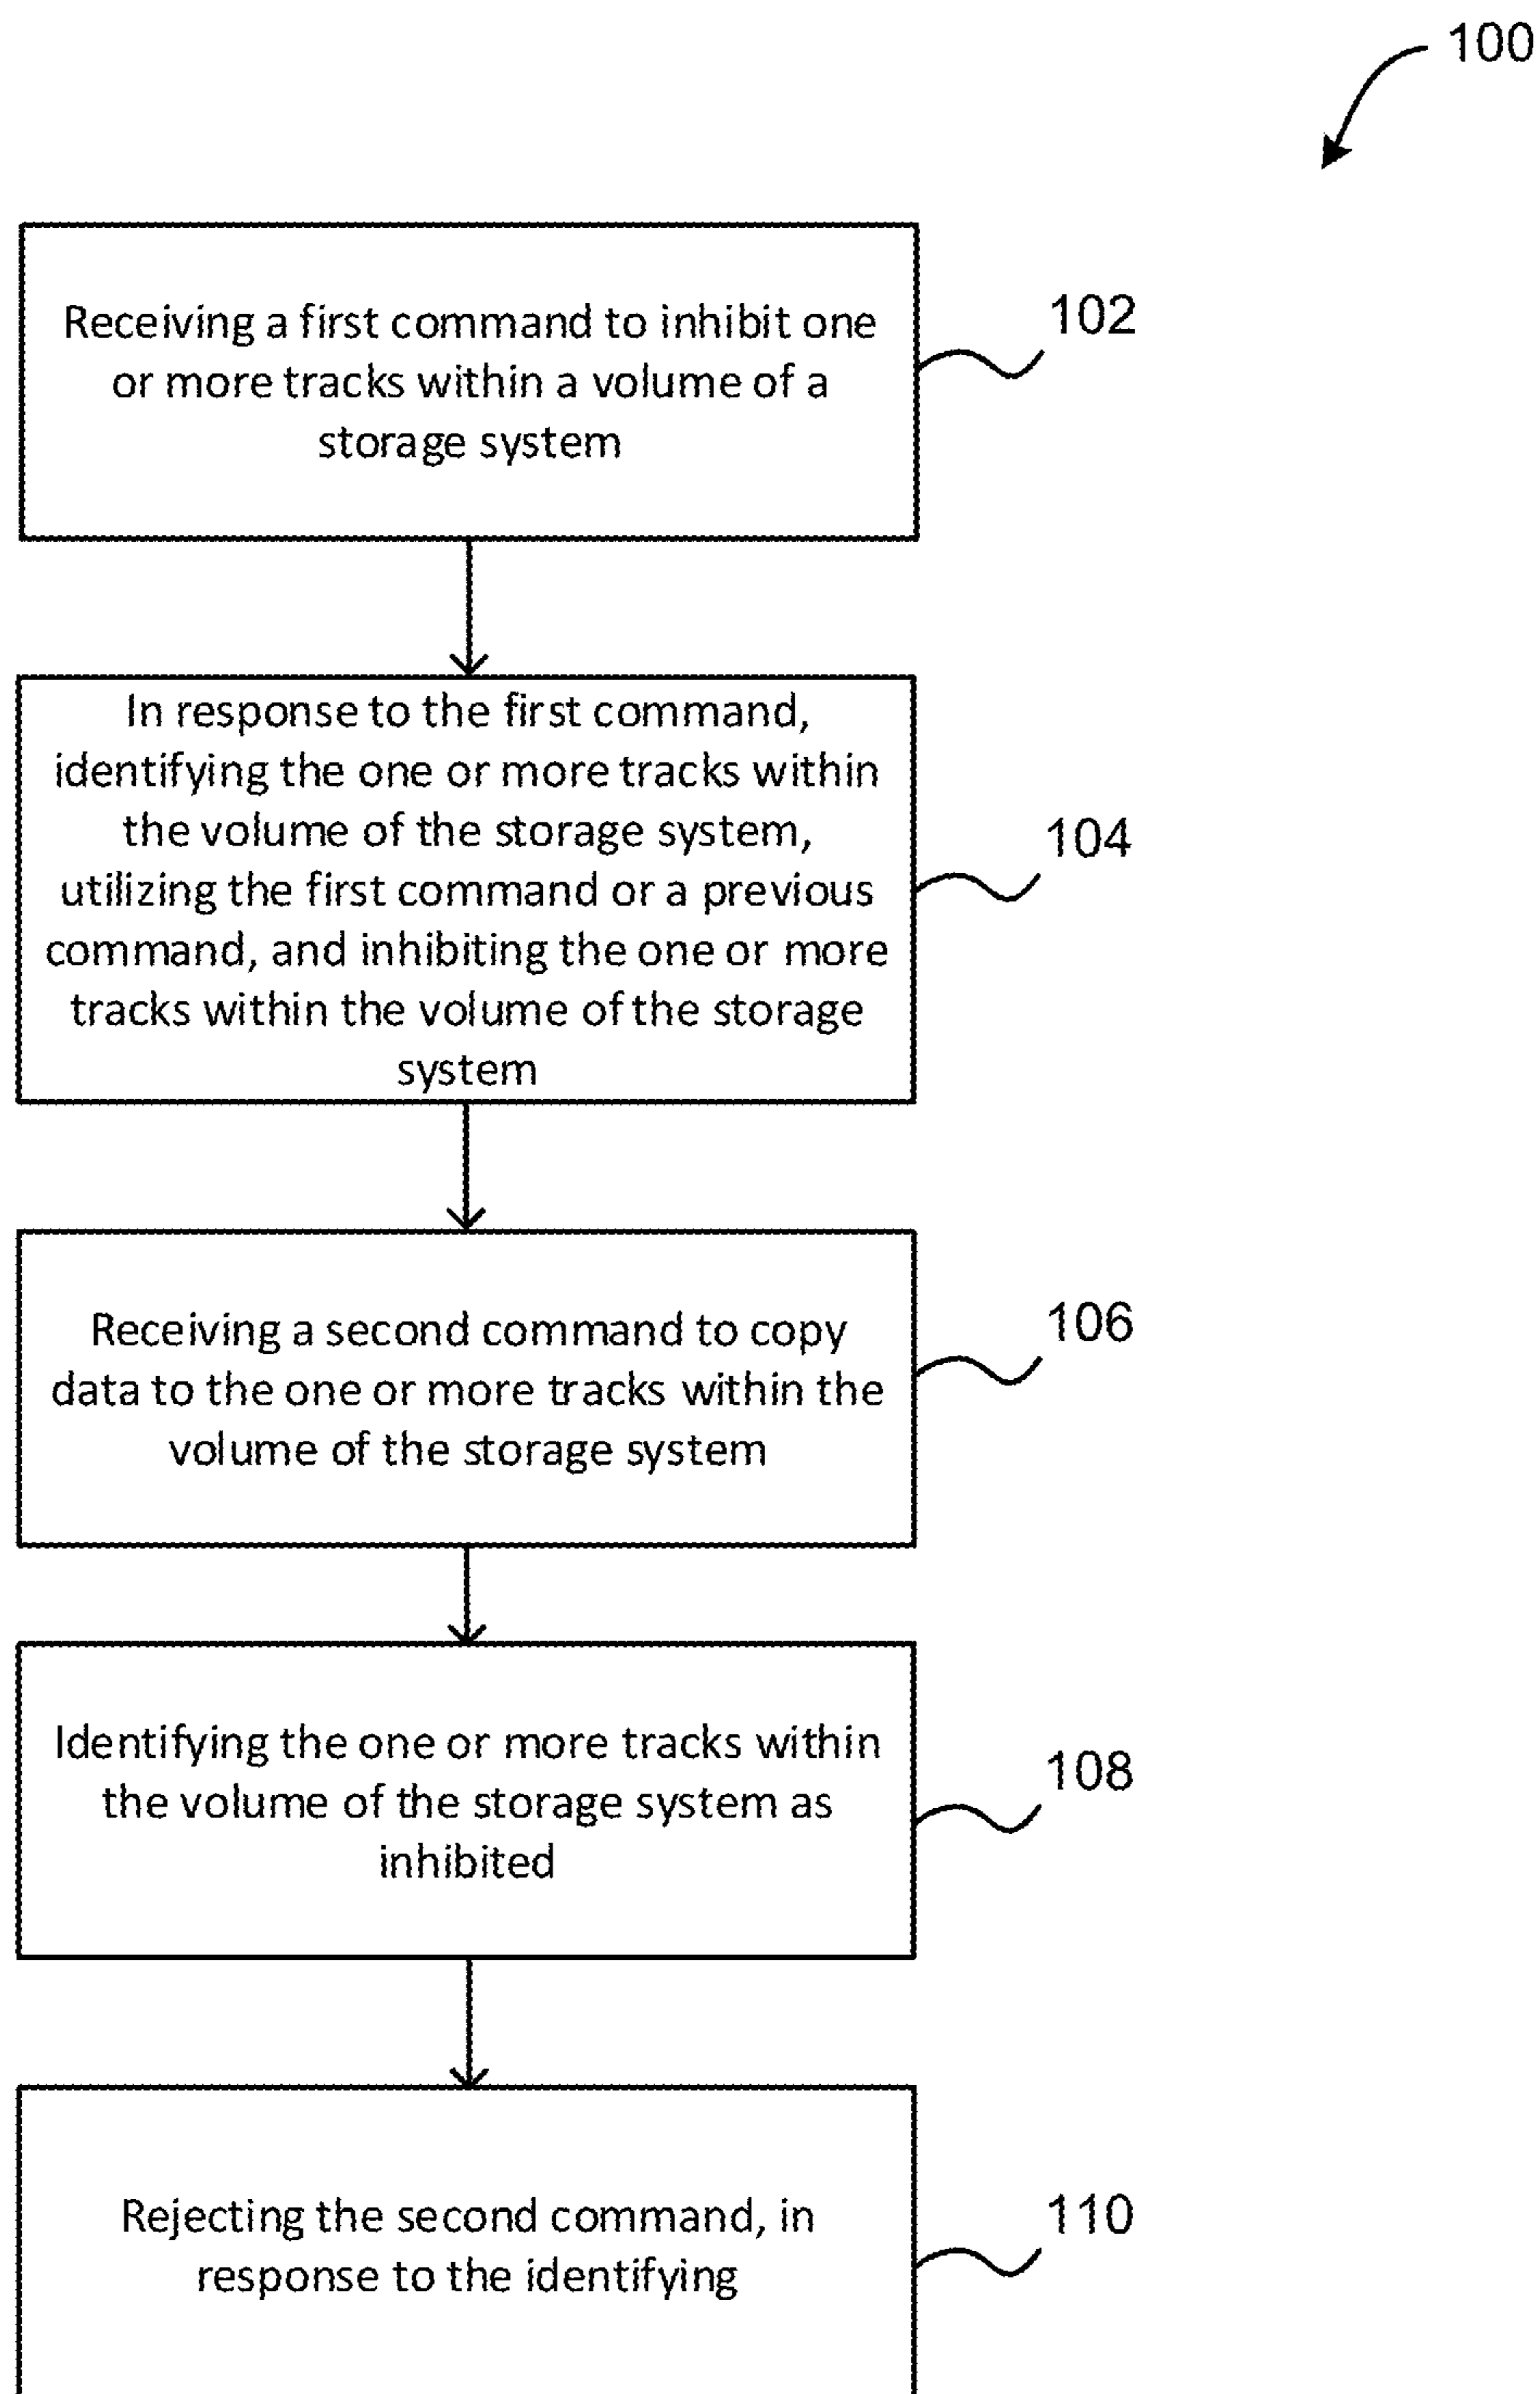 100
Receiving a first command to inhibit one
or more tracks within a volume of a
storage system
102
In response to the first command,
identifying the one or more tracks within
the volume of the storage system,
utilizing the first command or a previous
command, and inhibiting the one or more
tracks within the volume of the storage
system
104
Receiving a second command to copy
data to the one or more tracks within the
volume of the storage system
106
Identifying the one or more tracks within
the volume of the storage system as
inhibited
108
Rejecting the second command, in
response to the identifying
110